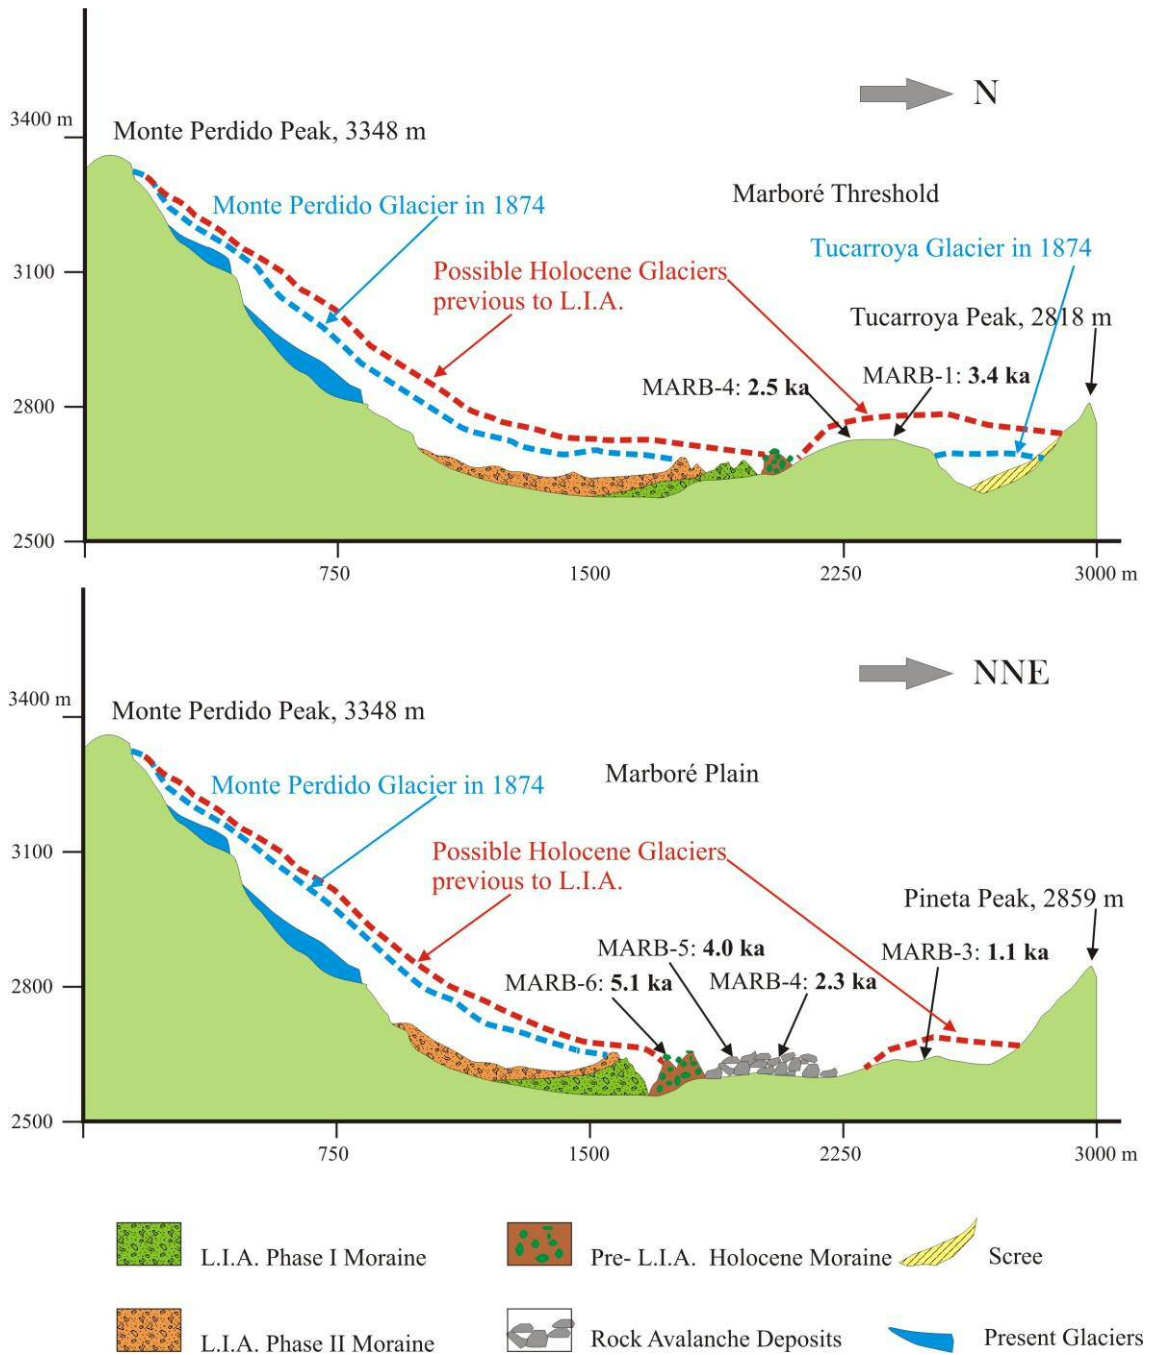 N
3400 m
Monte Perdido Peak, 3348 m
Marboré Threshold
Monte Perdido Glacier in 1874
Tucarroya Glacier in 1874
3100
Possible Holocene Glaciers
previous to L.I.A.
Tucarroya Peak, 2818 m
MARB-4: 2.5 ka
MARB-1: 3.4 ka
2800
2500
750
1500
2250
3000 m
NNE
3400 m
Monte Perdido Peak, 3348 m
Marboré Plain
Monte Perdido Glacier in 1874
3100
Possible Holocene Glaciers
previous to L.I.A.
Pineta Peak, 2859 m
MARB-5: 4.0 ka
MARB-3: 1.1 ka
MARB-6: 5.1 ka
MARB-4: 2.3 ka
2800
2500
750
1500
2250
3000 m
L.I.A. Phase I Moraine
Pre- L.I.A. Holocene Moraine
Scree
L.I.A. Phase II Moraine
Rock Avalanche Deposits
Present Glaciers